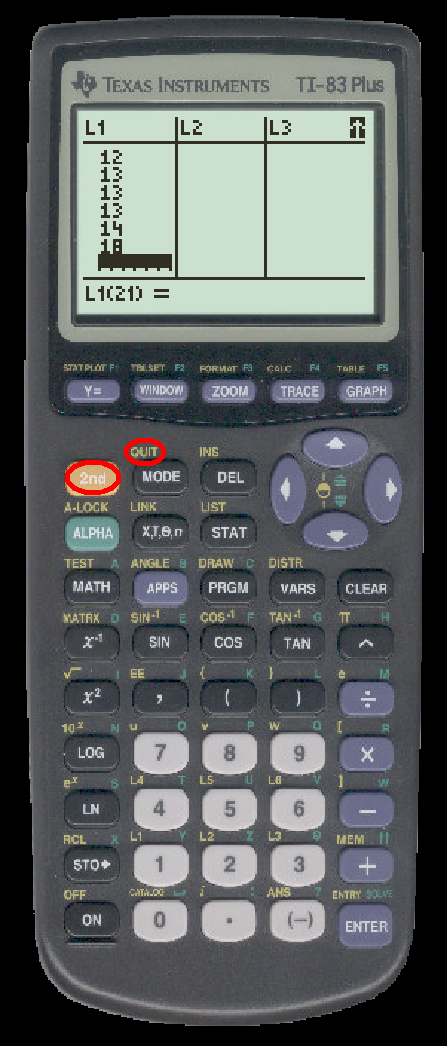 TEXAS INSTRUMENTS TI-83 Plus
L1 L2 L3
12
13
13
13
14
18
L1(21) =
STAT PLOT F1 TBLSET F2 FORMAT F3 CALC F4 TABLE F5
Y= WINDOW ZOOM TRACE GRAPH
QUIT INS
2nd MODE DEL
A-LOCK LINK LIST
ALPHA X,T,Θ,n STAT
TEST A ANGLE B DRAW C DISTR
MATH APPS PRGM VARS CLEAR
MATRX D SIN-1 E COS-1 F TAN-1 G π H
x-1 SIN COS TAN ^
√ I EE J { K } L e M
x2 , ( ) ÷
10x N u O v P w Q [ R
LOG 7 8 9 ×
ex S L4 T L5 U L6 V ] W
LN 4 5 6 −
RCL X L1 Y L2 Z L3 θ MEM "
STO 1 2 3 +
OFF CATALOG i : ANS ? ENTRY SOLVE
ON 0 . (−) ENTER